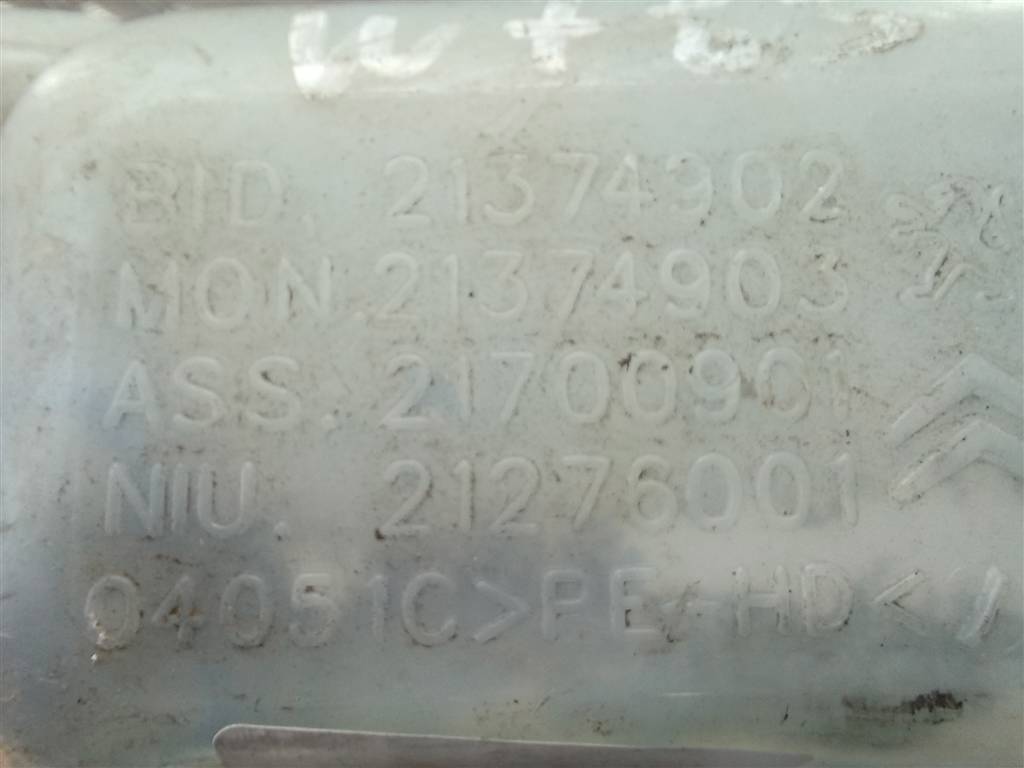 BID. 21374902
MON.21374903
ASS. 21700901
NIU. 21276001
04051C>PE-HD<